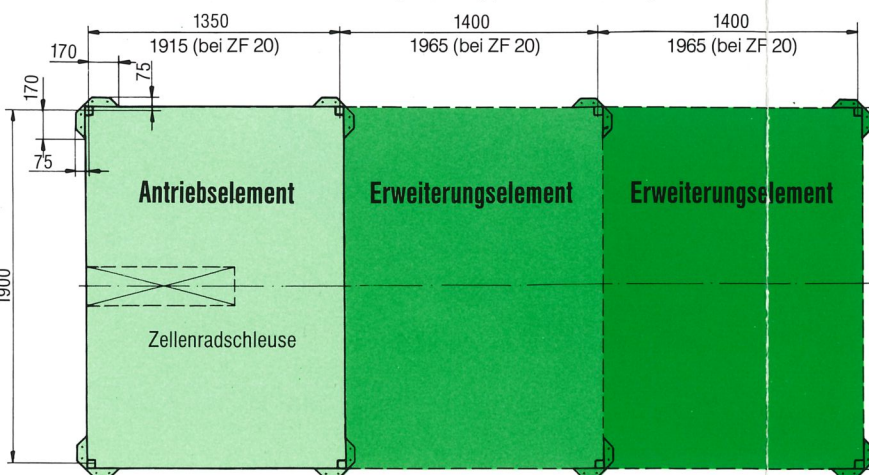 1350
1400
1400
1915 (bei ZF 20)
1965 (bei ZF 20)
1965 (bei ZF 20)
170
75
170
75
Antriebselement
Erweiterungselement
Erweiterungselement
1900
Zellenradschleuse